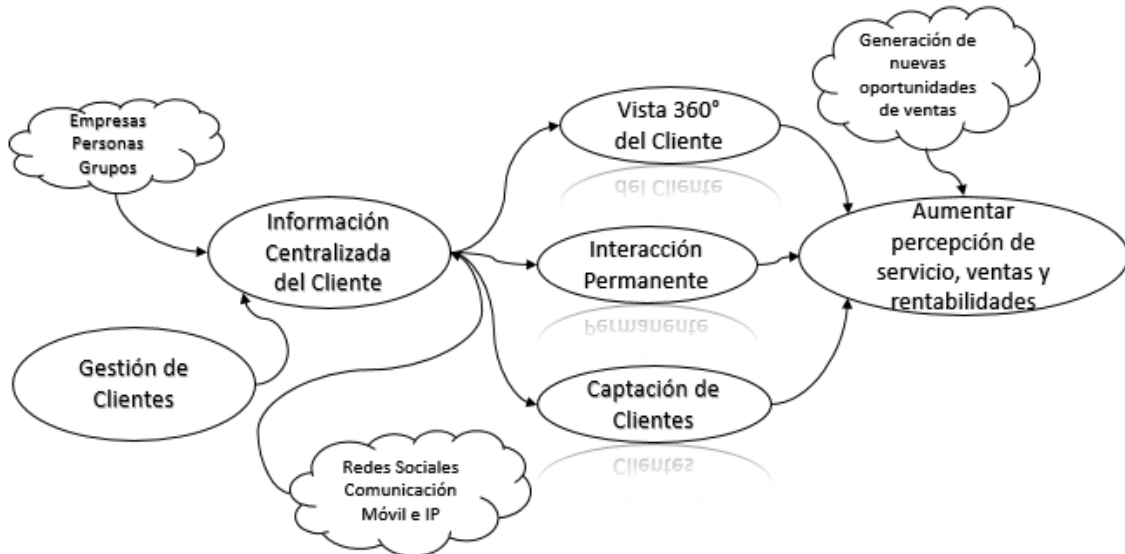 Generación de
nuevas
oportunidades
de ventas
Empresas
Personas
Grupos
Vista 360°
del Cliente
Información
Centralizada
del Cliente
Interacción
Permanente
Aumentar
percepción de
servicio, ventas y
rentabilidades
Gestión de
Clientes
Captación de
Clientes
Redes Sociales
Comunicación
Móvil e IP